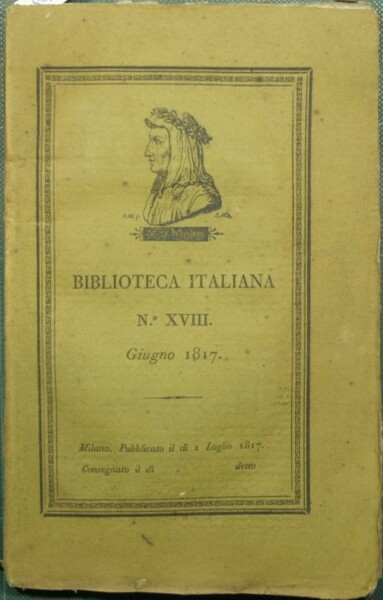 BIBLIOTECA ITALIANA
N.º XVIII.
Giugno 1817.
Milano. Pubblicato il dì 1 Luglio 1817.
Consegnato il dì detto